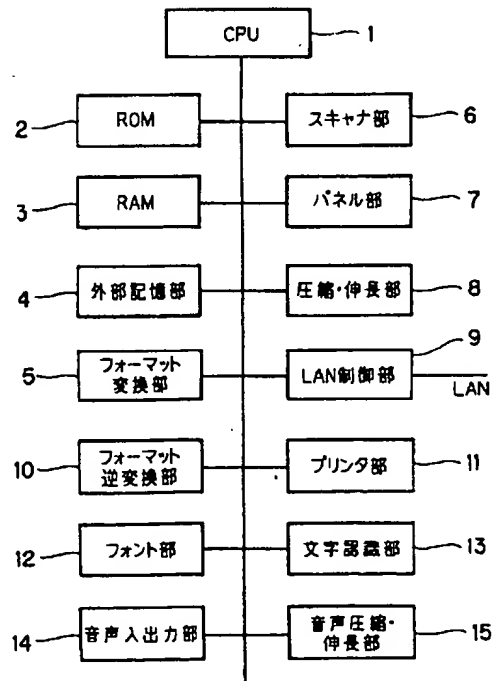 CPU 1
2 ROM スキャナ部 6
3 RAM パネル部 7
4 外部記憶部 圧縮・伸長部 8
9
5 フォーマット LAN制御部
変換部 LAN
10 フォーマット プリンタ部 11
逆変換部
12 フォント部 文字認識部 13
14 音声入出力部 音声圧縮・ 15
伸長部